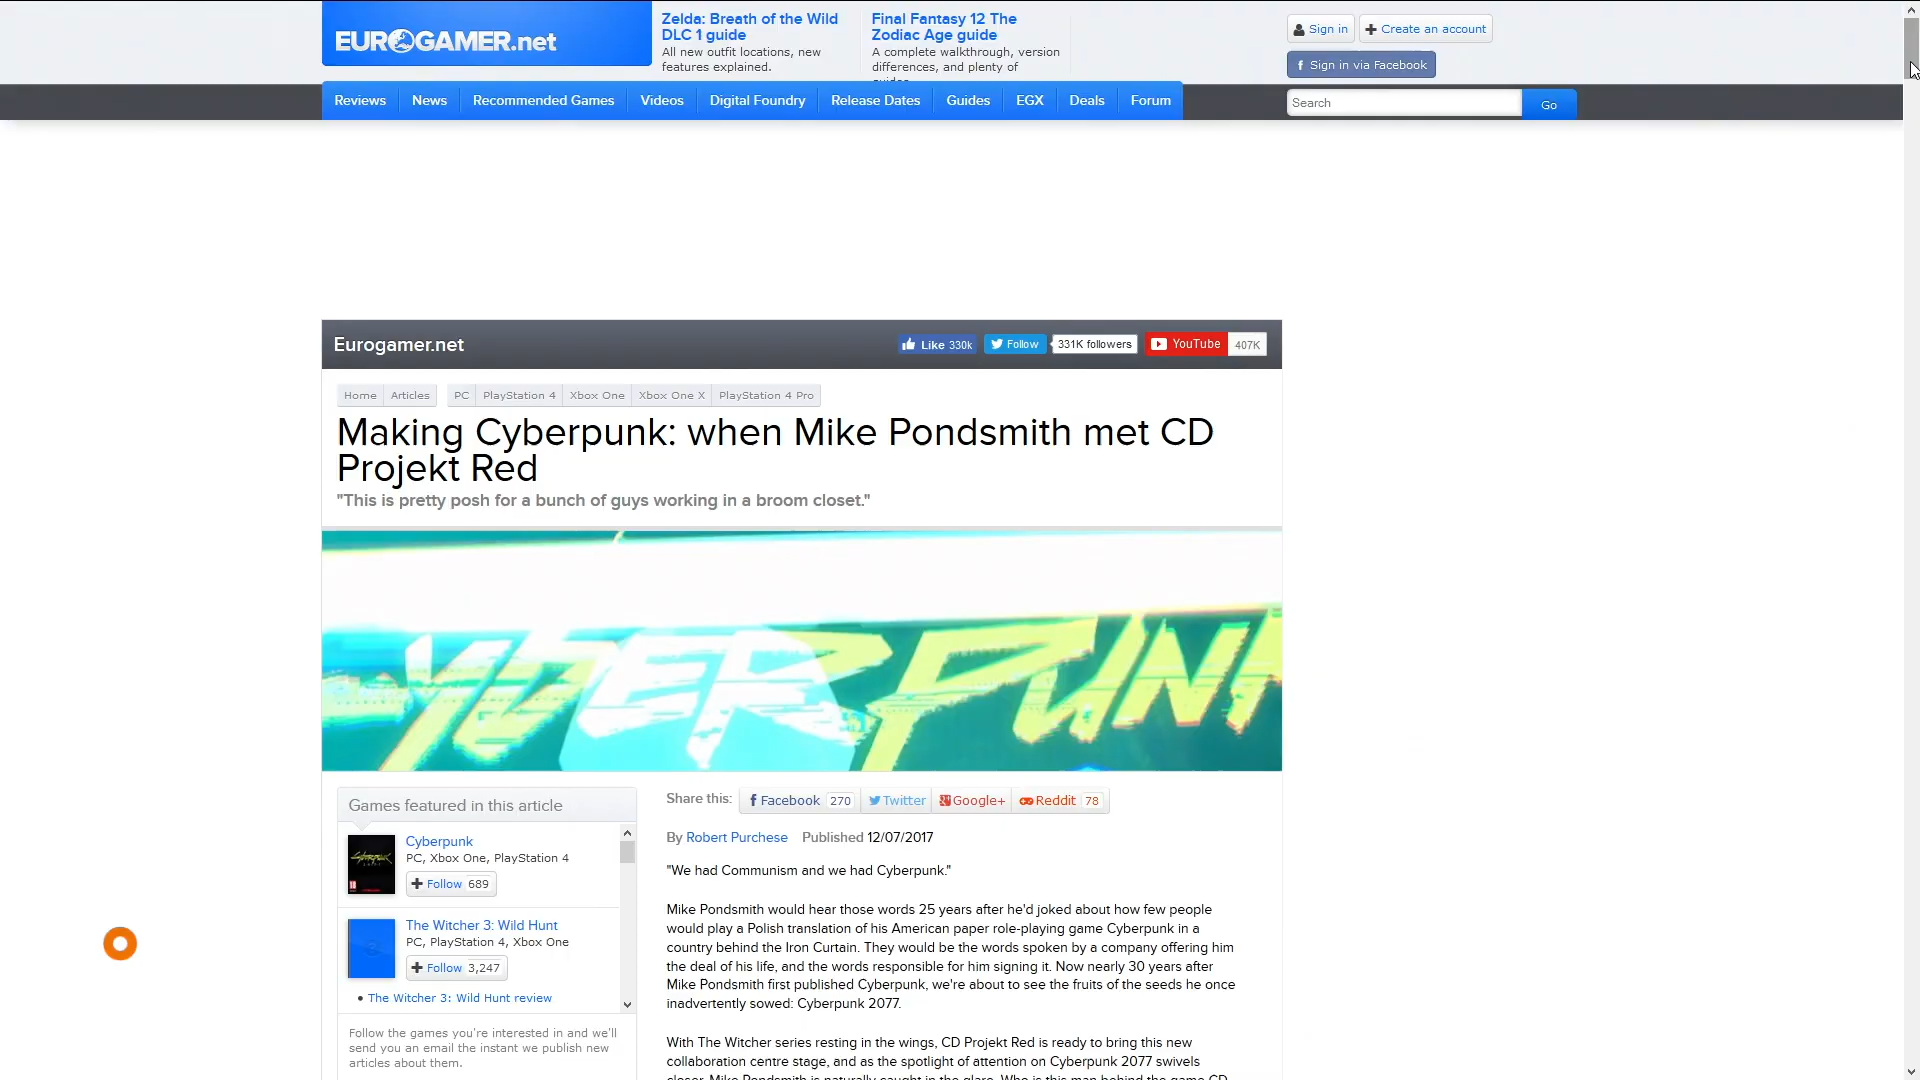 EUROGAMER.net
Zelda: Breath of the Wild
DLC 1 guide
All new outfit locations, new
features explained.
Final Fantasy 12 The
Zodiac Age guide
A complete walkthrough, version
differences, and plenty of
Sign in
Create an account
Sign in via Facebook
Reviews
News
Recommended Games
Videos
Digital Foundry
Release Dates
Guides
EGX
Deals
Forum
Search
Go
Eurogamer.net
Like 330k
Follow
331K followers
YouTube
407K
Home
Articles
PC
PlayStation 4
Xbox One
Xbox One X
PlayStation 4 Pro
Making Cyberpunk: when Mike Pondsmith met CD
Projekt Red
"This is pretty posh for a bunch of guys working in a broom closet."
CYBERPUNK
Games featured in this article
Cyberpunk
PC, Xbox One, PlayStation 4
Follow 689
The Witcher 3: Wild Hunt
PC, PlayStation 4, Xbox One
Follow 3,247
• The Witcher 3: Wild Hunt review
Follow the games you're interested in and we'll
send you an email the instant we publish new
articles about them.
Share this:
Facebook 270
Twitter
Google+
Reddit 78
By Robert Purchese Published 12/07/2017
"We had Communism and we had Cyberpunk."
Mike Pondsmith would hear those words 25 years after he'd joked about how few people
would play a Polish translation of his American paper role-playing game Cyberpunk in a
country behind the Iron Curtain. They would be the words spoken by a company offering him
the deal of his life, and the words responsible for him signing it. Now nearly 30 years after
Mike Pondsmith first published Cyberpunk, we're about to see the fruits of the seeds he once
inadvertently sowed: Cyberpunk 2077.
With The Witcher series resting in the wings, CD Projekt Red is ready to bring this new
collaboration centre stage, and as the spotlight of attention on Cyberpunk 2077 swivels
closer, Mike Pondsmith is naturally caught in the glare. Who is this man behind the game CD